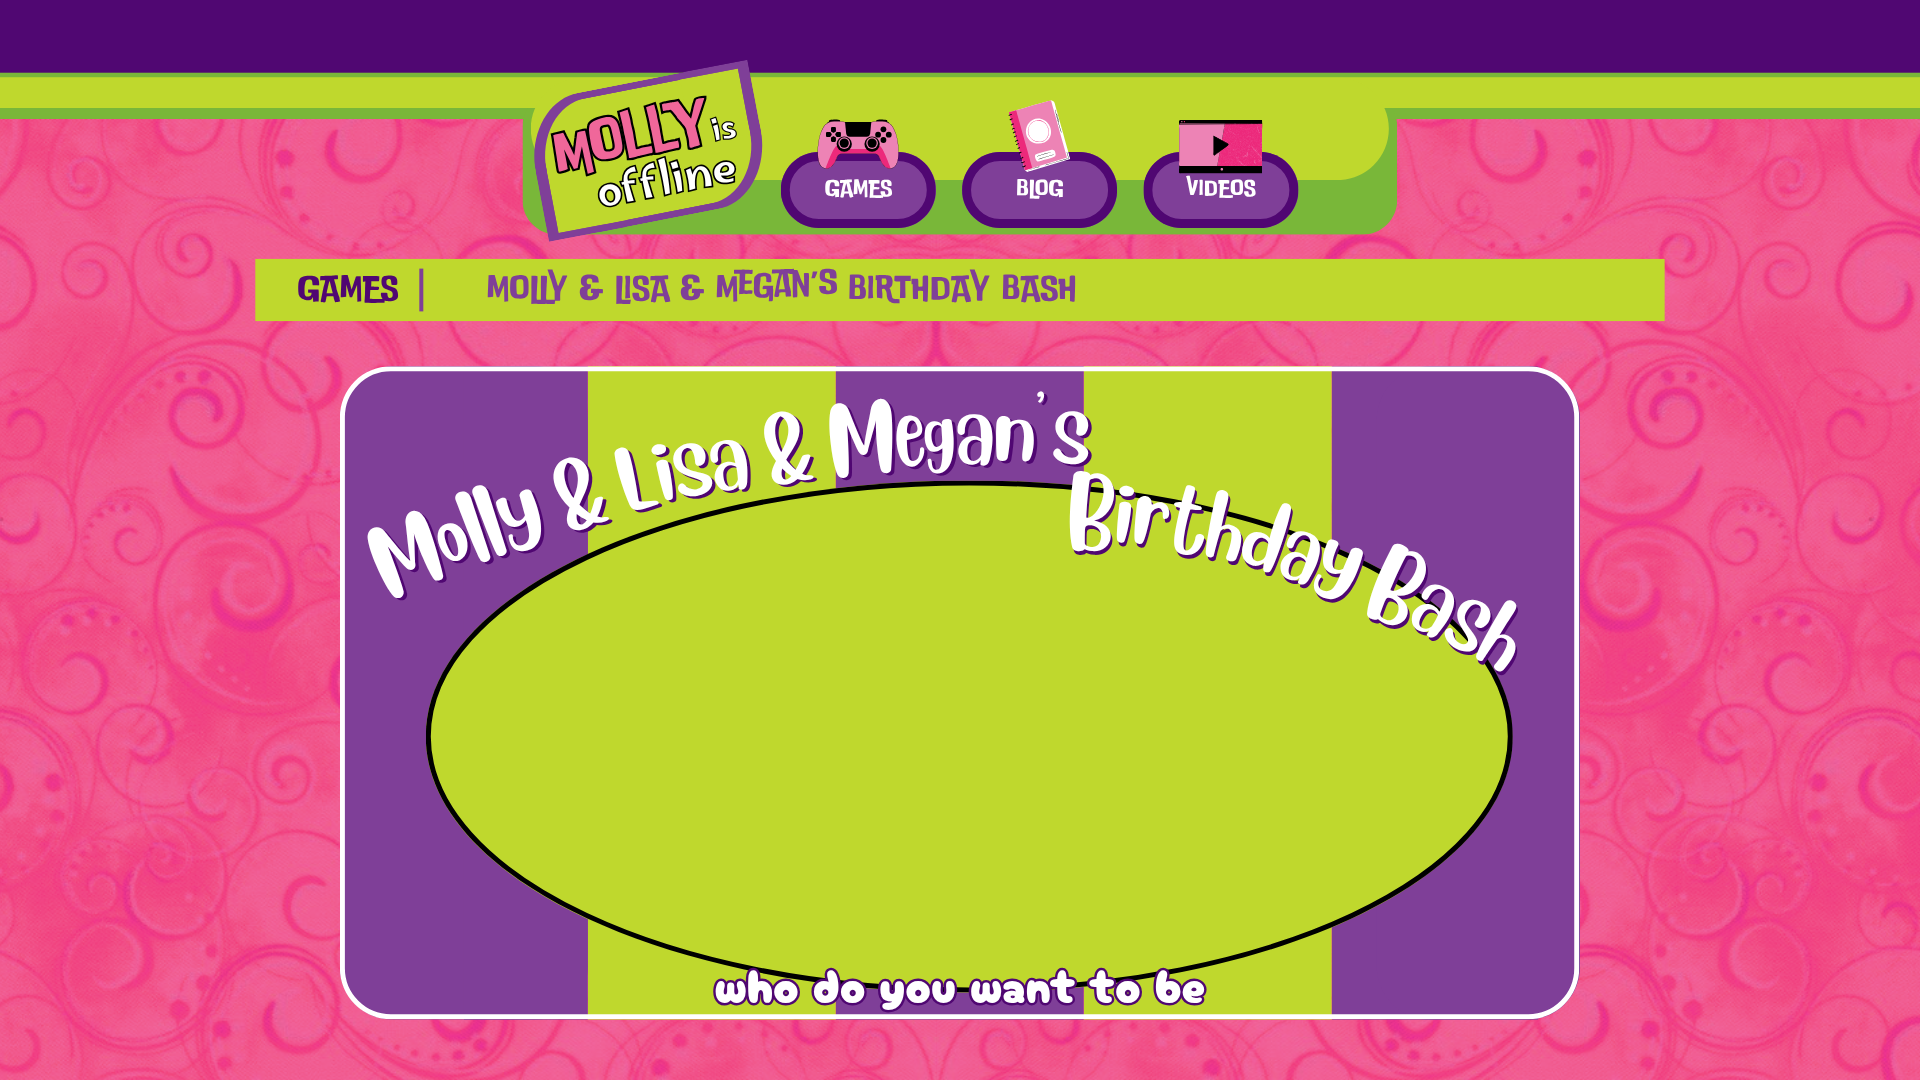 MOLLY is
offline
GAMES
BLOG
VIDEOS
GAMES | MOLLY & LISA & MEGAN'S BIRTHDAY BASH
Molly & Lisa & Megan's
Birthday Bash
who do you want to be